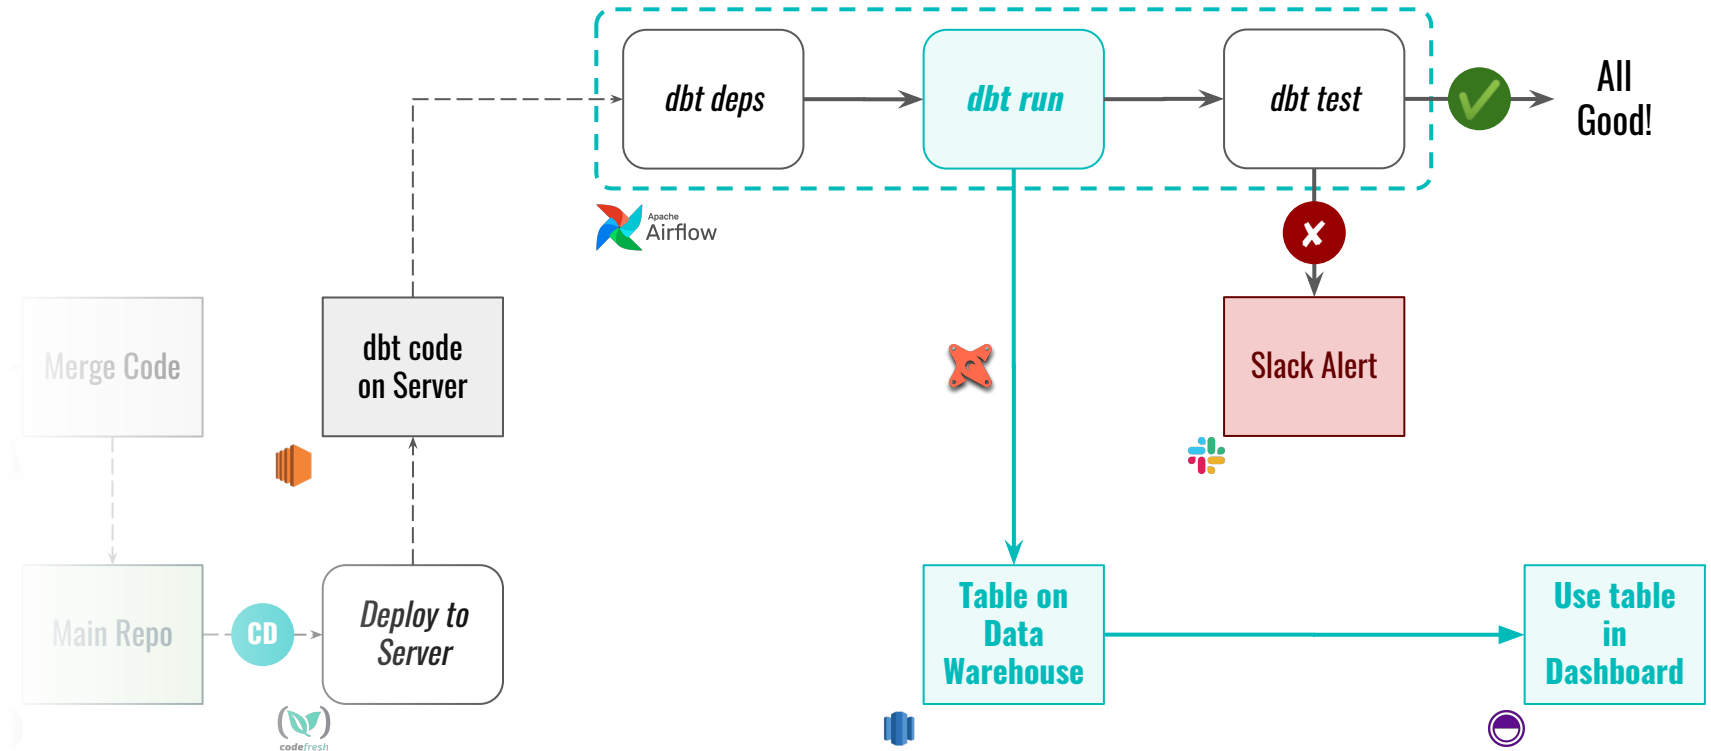 dbt deps
dbt run
dbt test
All
Good!
Apache
Airflow
Merge Code
dbt code
on Server
Slack Alert
Main Repo
CD
Deploy to
Server
Table on
Data
Warehouse
Use table
in
Dashboard
codefresh